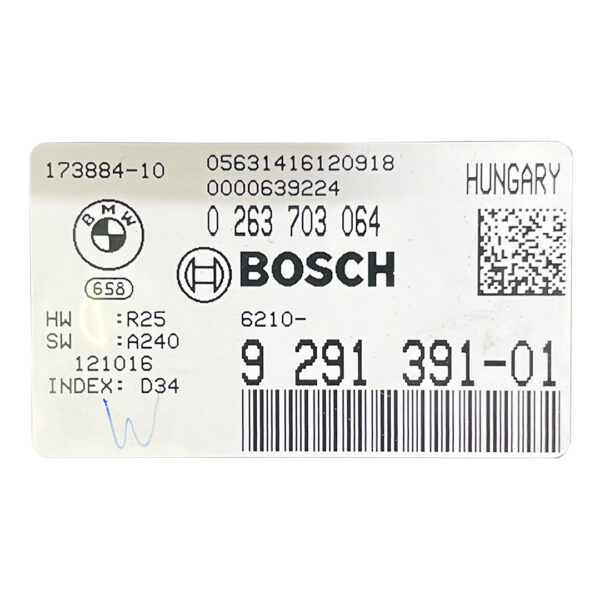 173884-10
05631416120918
0000639224
HUNGARY
0 263 703 064
BMW
BOSCH
658
HW :R25
SW :A240
121016
INDEX: D34
6210-
9 291 391-01
W